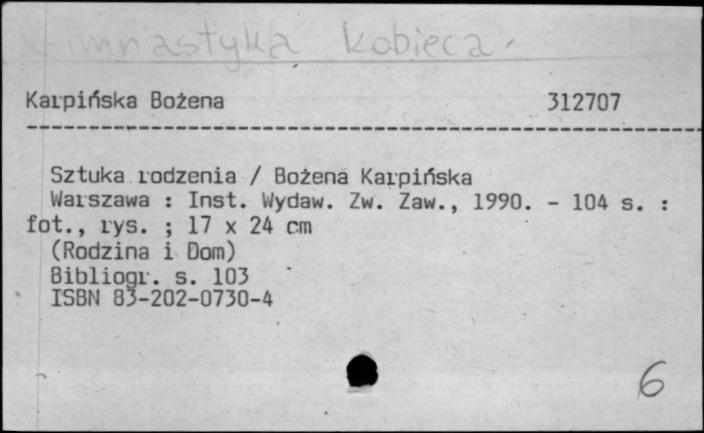 Gimnastyka kobieca.
Karpińska Bożena 312707
Sztuka rodzenia / Bożena Karpińska
Warszawa : Inst. Wydaw. Zw. Zaw., 1990. - 104 s. :
fot., rys. ; 17 x 24 cm
(Rodzina i Dom)
Bibliogr. s. 103
ISBN 83-202-0730-4
6